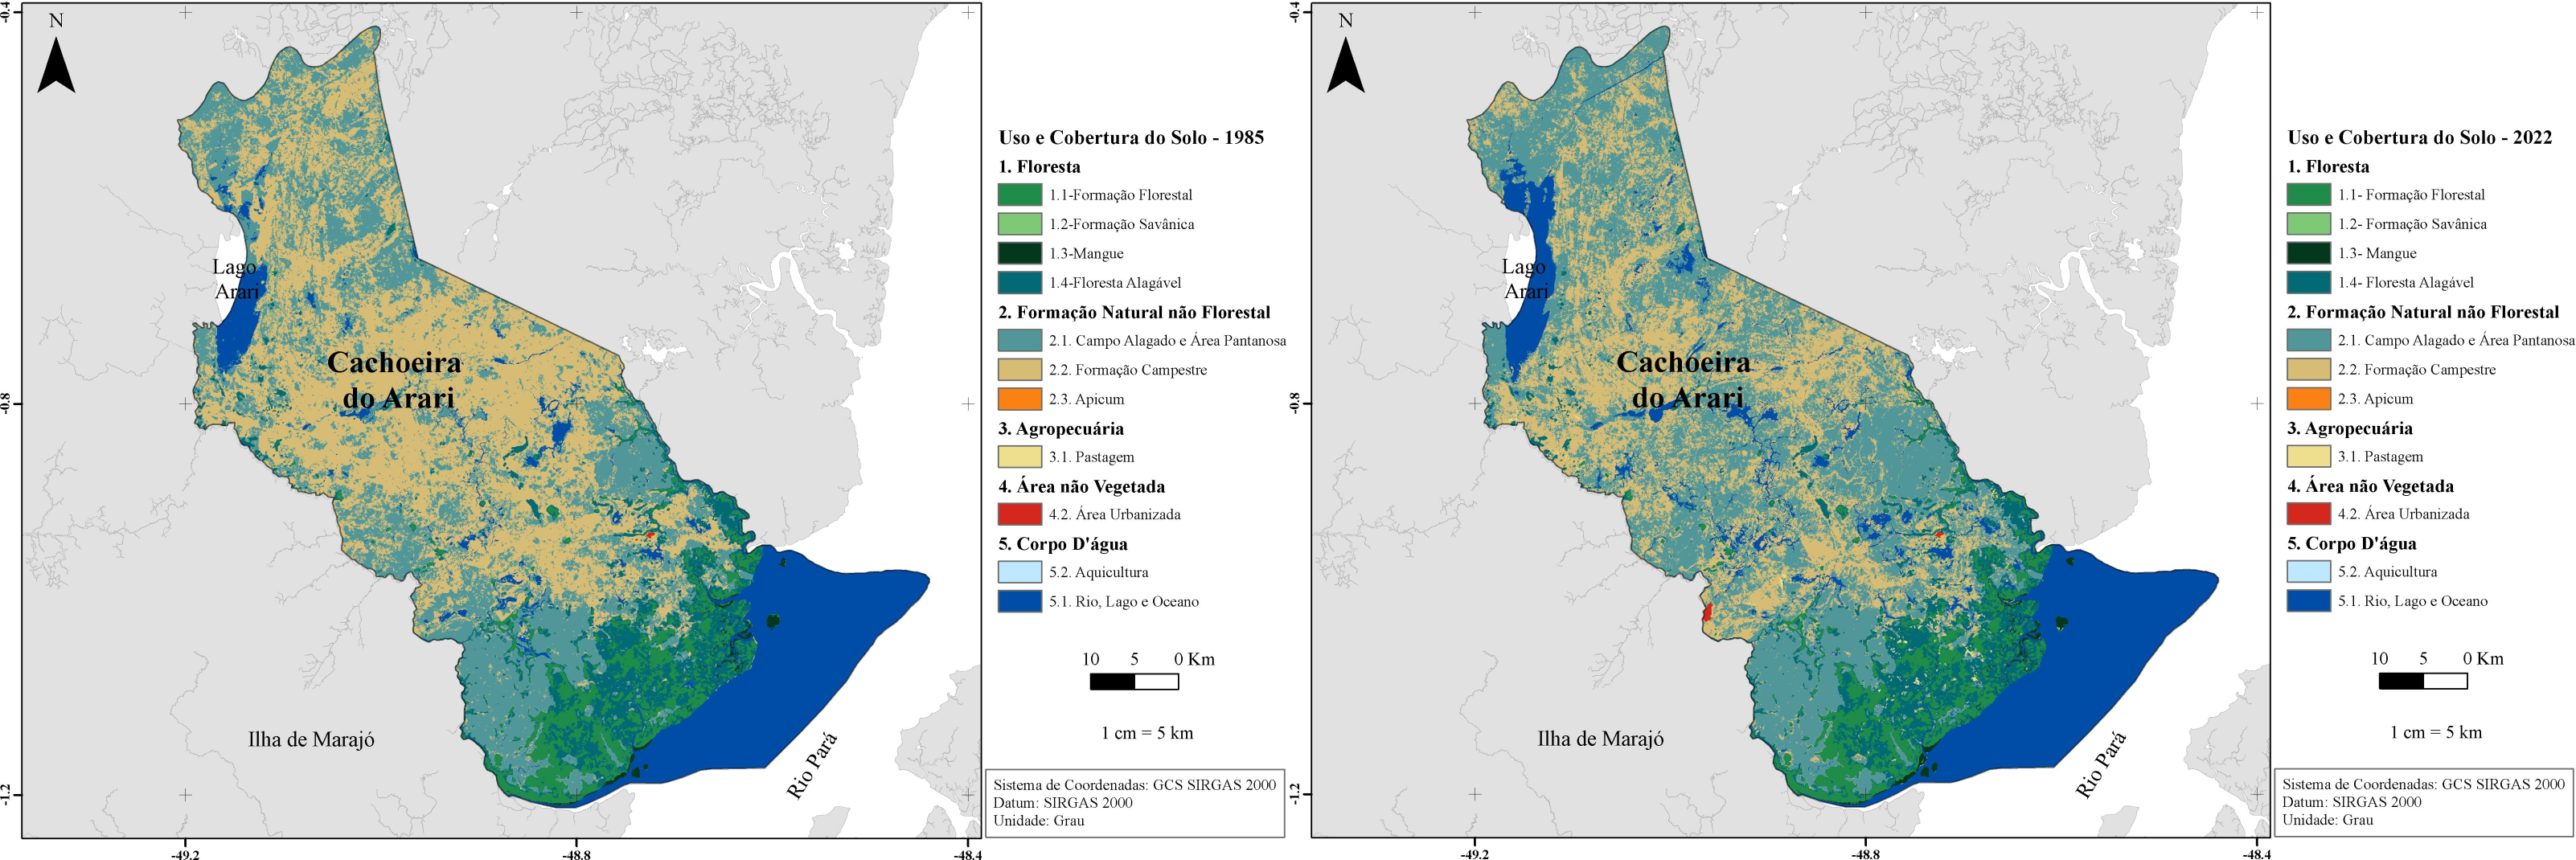 N
-0.4
-0.8
-1.2
-49.2
-48.8
-48.4
Lago
Arari
Cachoeira
do Arari
Ilha de Marajó
Rio Pará
Uso e Cobertura do Solo - 1985
1. Floresta
1.1-Formação Florestal
1.2-Formação Savânica
1.3-Mangue
1.4-Floresta Alagável
2. Formação Natural não Florestal
2.1. Campo Alagado e Área Pantanosa
2.2. Formação Campestre
2.3. Apicum
3. Agropecuária
3.1. Pastagem
4. Área não Vegetada
4.2. Área Urbanizada
5. Corpo D'água
5.2. Aquicultura
5.1. Rio, Lago e Oceano
10 5 0 Km
1 cm = 5 km
Sistema de Coordenadas: GCS SIRGAS 2000
Datum: SIRGAS 2000
Unidade: Grau
N
-0.4
-0.8
-1.2
-49.2
-48.8
-48.4
Lago
Arari
Cachoeira
do Arari
Ilha de Marajó
Rio Pará
Uso e Cobertura do Solo - 2022
1. Floresta
1.1- Formação Florestal
1.2- Formação Savânica
1.3- Mangue
1.4- Floresta Alagável
2. Formação Natural não Florestal
2.1. Campo Alagado e Área Pantanosa
2.2. Formação Campestre
2.3. Apicum
3. Agropecuária
3.1. Pastagem
4. Área não Vegetada
4.2. Área Urbanizada
5. Corpo D'água
5.2. Aquicultura
5.1. Rio, Lago e Oceano
10 5 0 Km
1 cm = 5 km
Sistema de Coordenadas: GCS SIRGAS 2000
Datum: SIRGAS 2000
Unidade: Grau